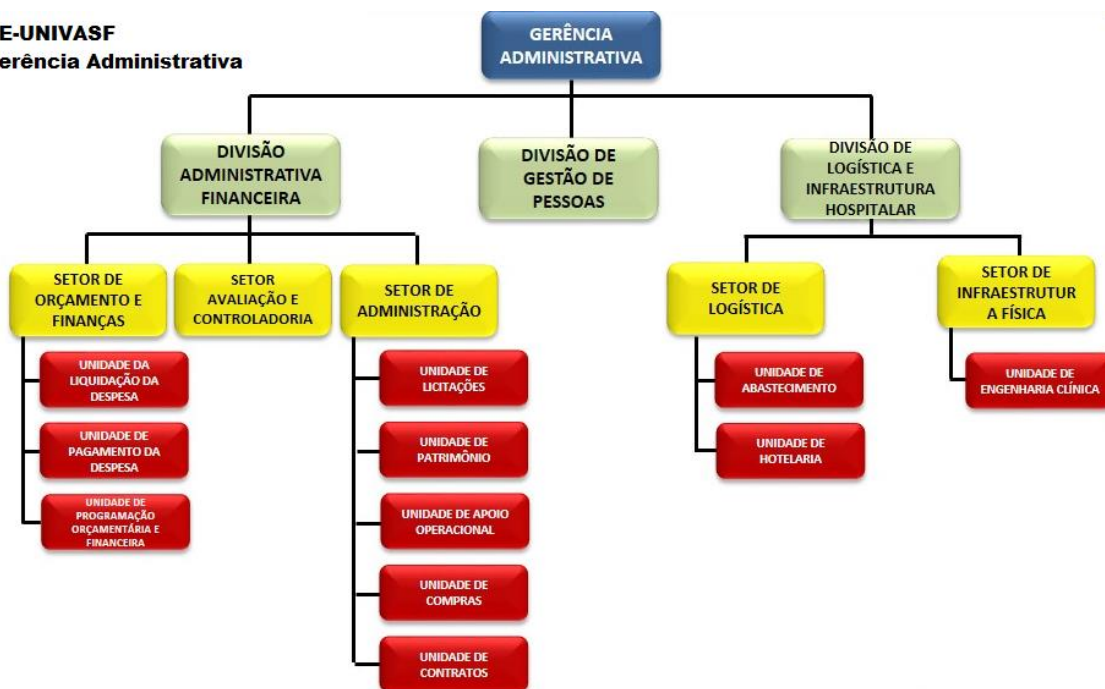 E-UNIVASF
erência Administrativa
GERÊNCIA
ADMINISTRATIVA
DIVISÃO
ADMINISTRATIVA
FINANCEIRA
DIVISÃO DE
GESTÃO DE
PESSOAS
DIVISÃO DE
LOGÍSTICA E
INFRAESTRUTURA
HOSPITALAR
SETOR DE
ORÇAMENTO E
FINANÇAS
SETOR
AVALIAÇÃO E
CONTROLADORIA
SETOR DE
ADMINISTRAÇÃO
SETOR DE
LOGÍSTICA
SETOR DE
INFRAESTRUTUR
A FÍSICA
UNIDADE DA
LIQUIDAÇÃO DA
DESPESA
UNIDADE DE
PAGAMENTO DA
DESPESA
UNIDADE DE
PROGRAMAÇÃO
ORÇAMENTÁRIA E
FINANCEIRA
UNIDADE DE
LICITAÇÕES
UNIDADE DE
PATRIMÔNIO
UNIDADE DE APOIO
OPERACIONAL
UNIDADE DE
COMPRAS
UNIDADE DE
CONTRATOS
UNIDADE DE
ABASTECIMENTO
UNIDADE DE
HOTELARIA
UNIDADE DE
ENGENHARIA CLÍNICA